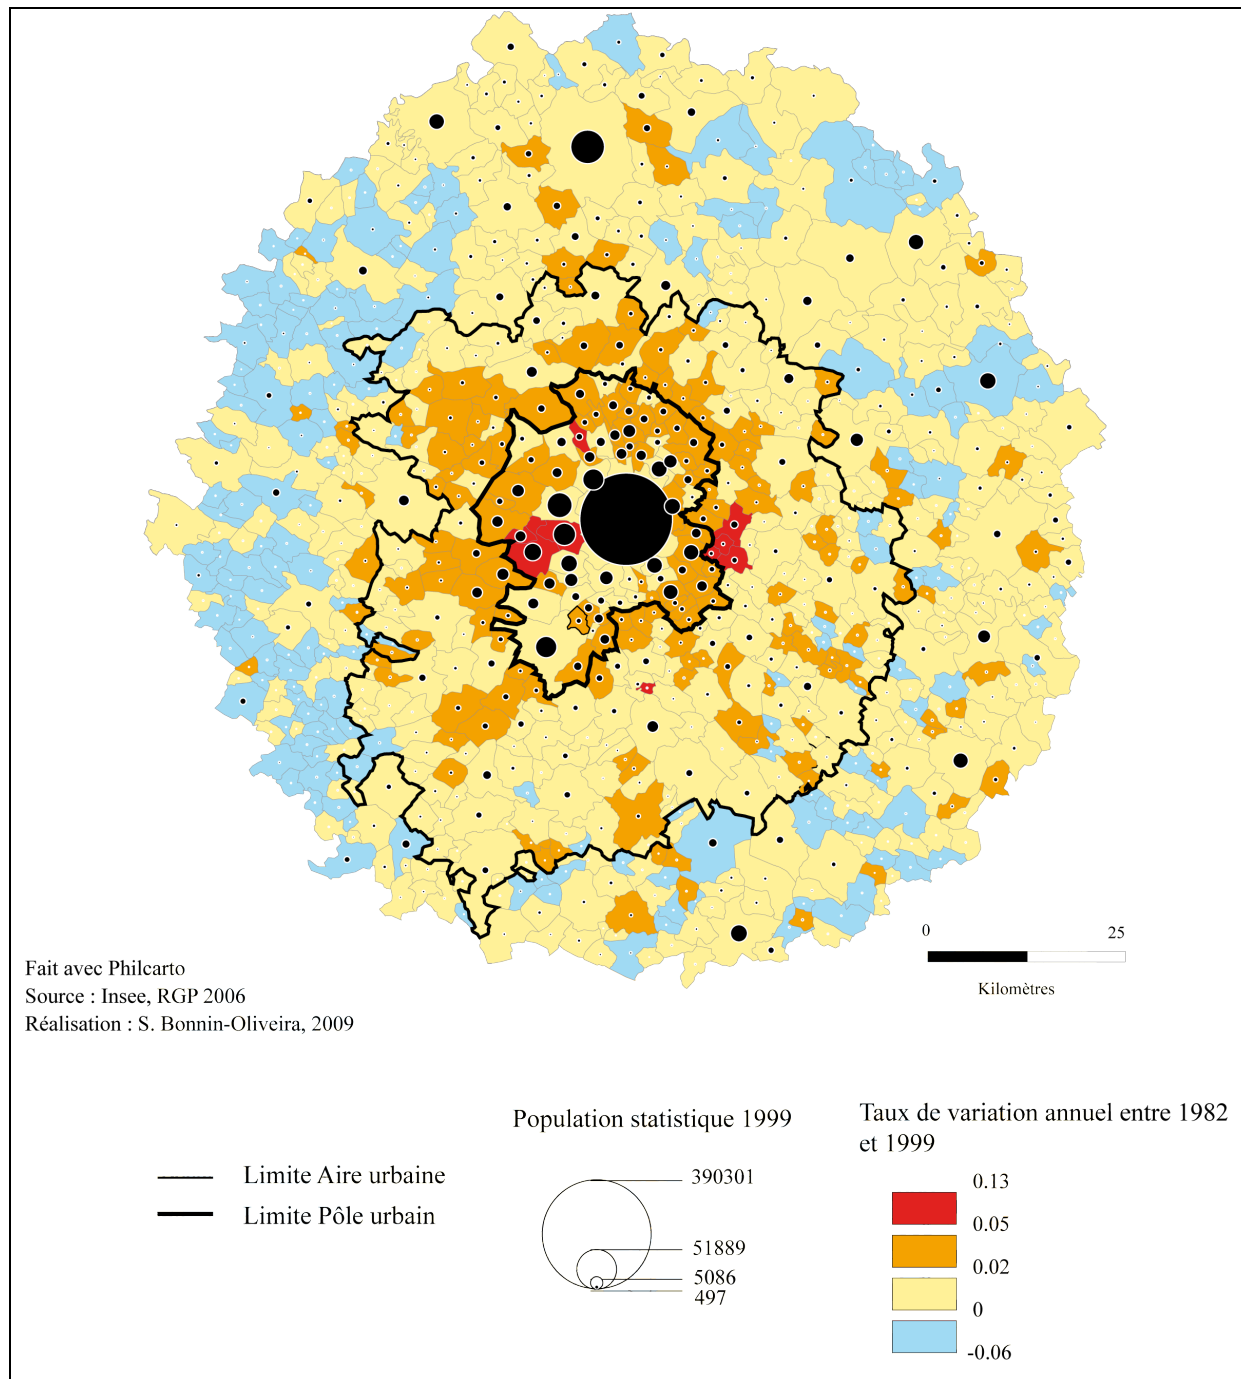 0 25
Kilomètres
Fait avec Philcarto
Source : Insee, RGP 2006
Réalisation : S. Bonnin-Oliveira, 2009
Limite Aire urbaine
Limite Pôle urbain
Population statistique 1999
390301
51889
5086
497
Taux de variation annuel entre 1982
et 1999
0.13
0.05
0.02
0
-0.06